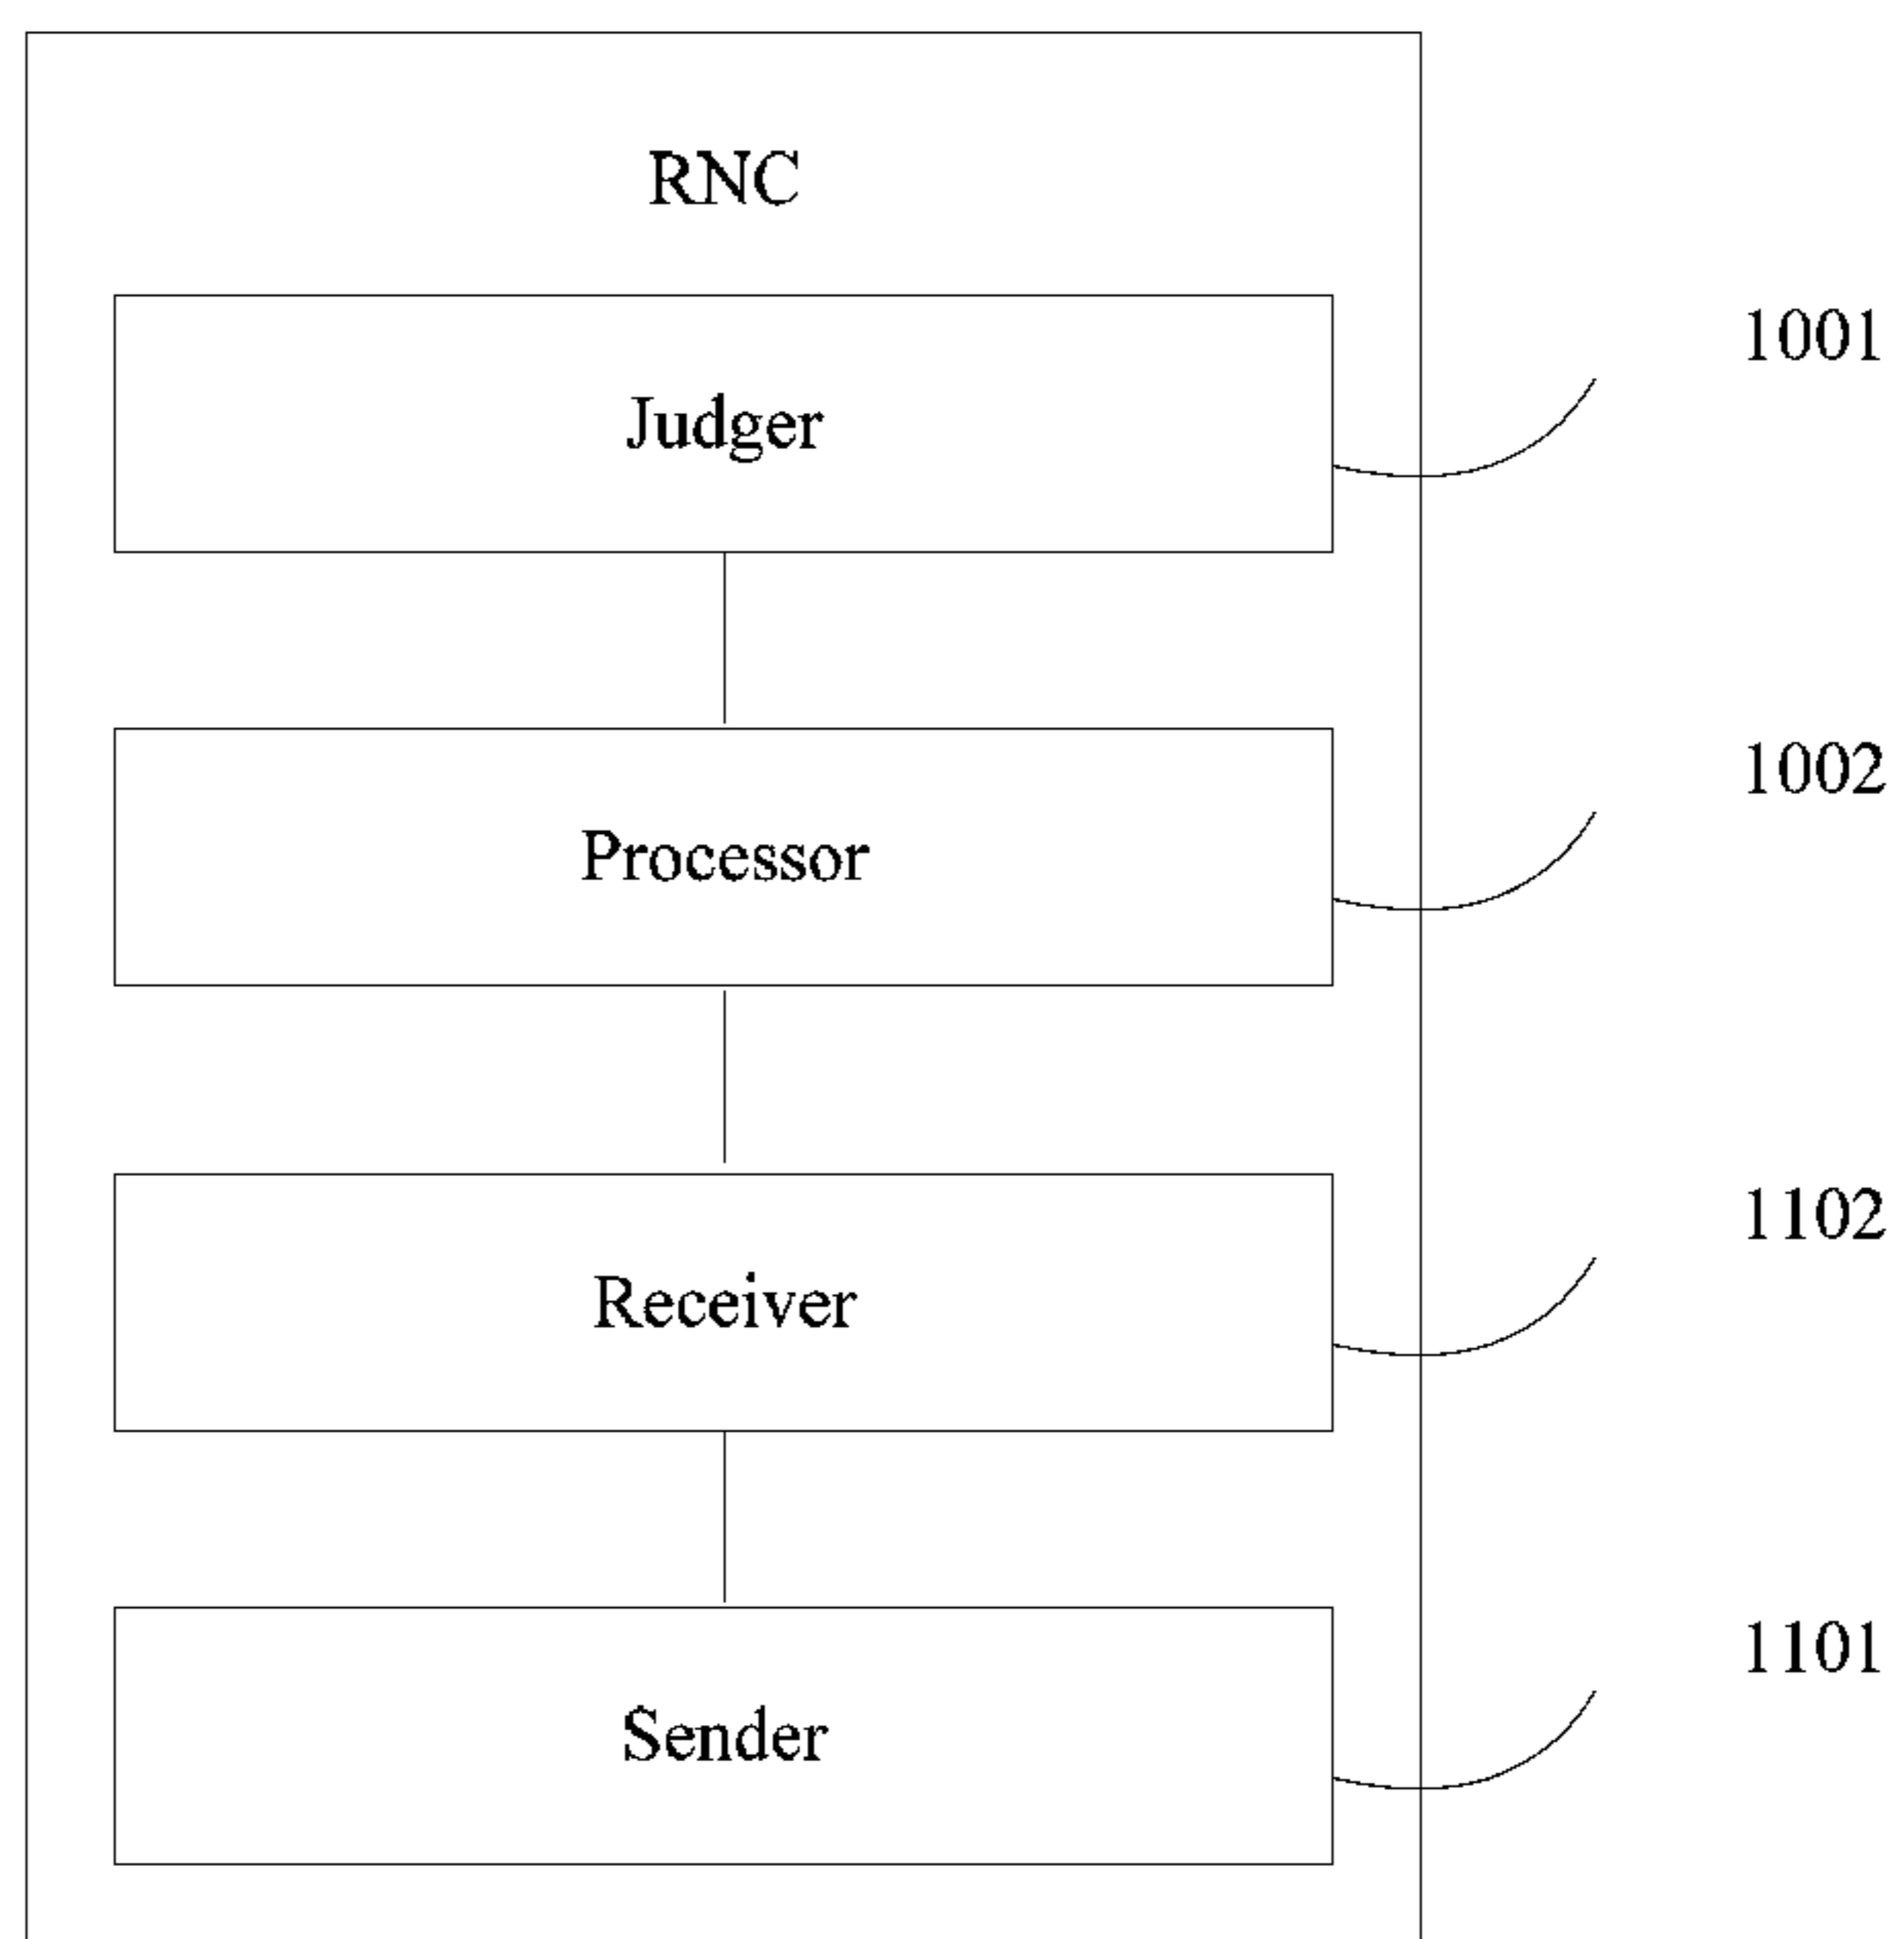 RNC
1001
Judger
1002
Processor
1102
Receiver
1101
Sender